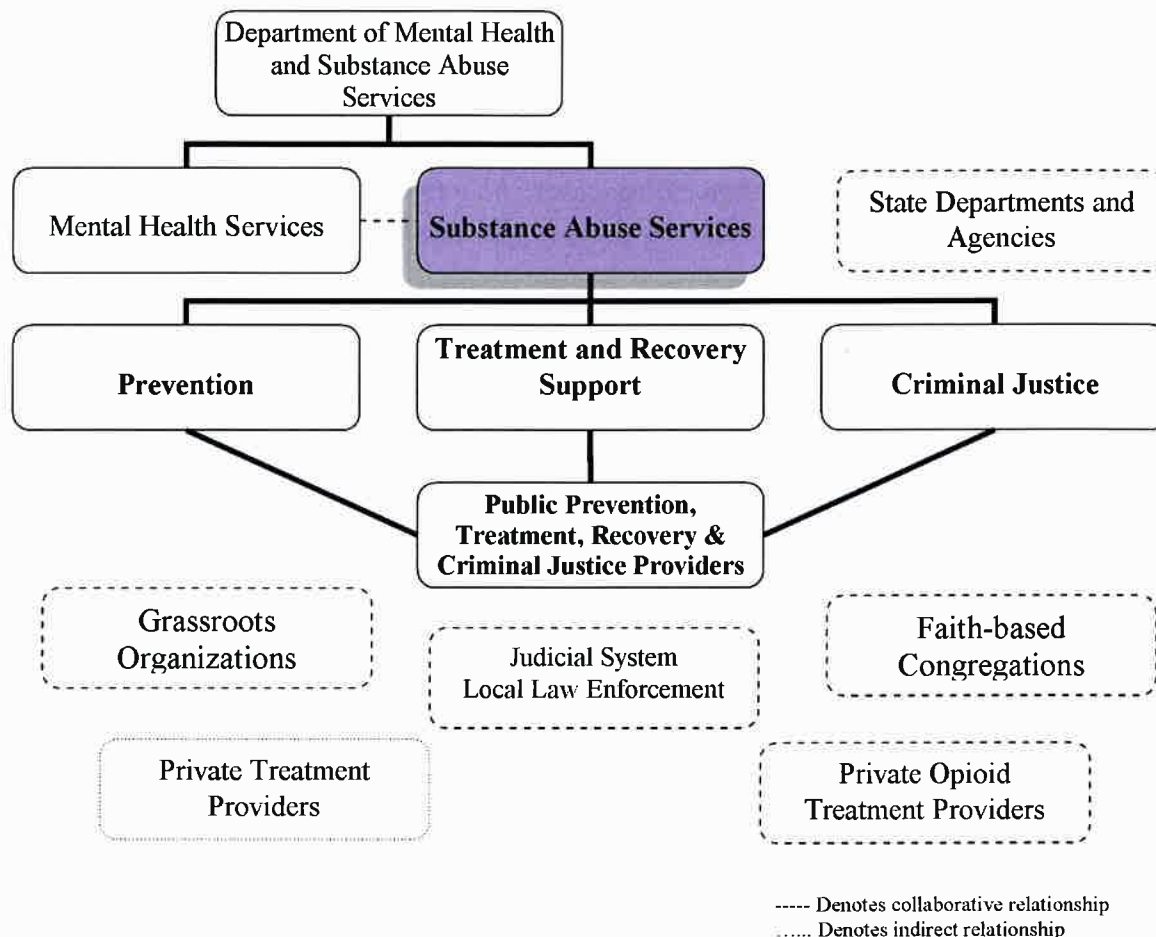 Department of Mental Health
and Substance Abuse
Services
Mental Health Services
Substance Abuse Services
State Departments and
Agencies
Prevention
Treatment and Recovery
Support
Criminal Justice
Public Prevention,
Treatment, Recovery &
Criminal Justice Providers
Grassroots
Organizations
Judicial System
Local Law Enforcement
Faith-based
Congregations
Private Treatment
Providers
Private Opioid
Treatment Providers
----- Denotes collaborative relationship
...... Denotes indirect relationship